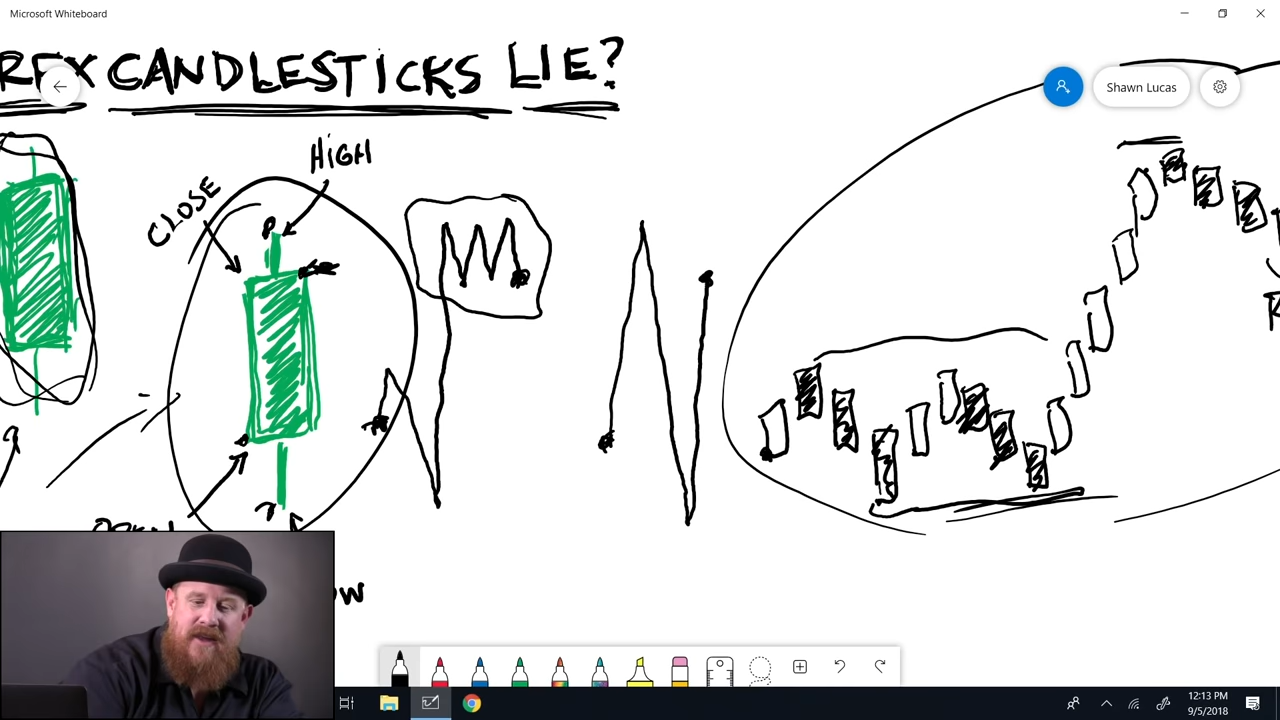 Microsoft Whiteboard
REX CANDLESTICKS LIE?
Shawn Lucas
HIGH
CLOSE
12:13 PM
9/5/2018